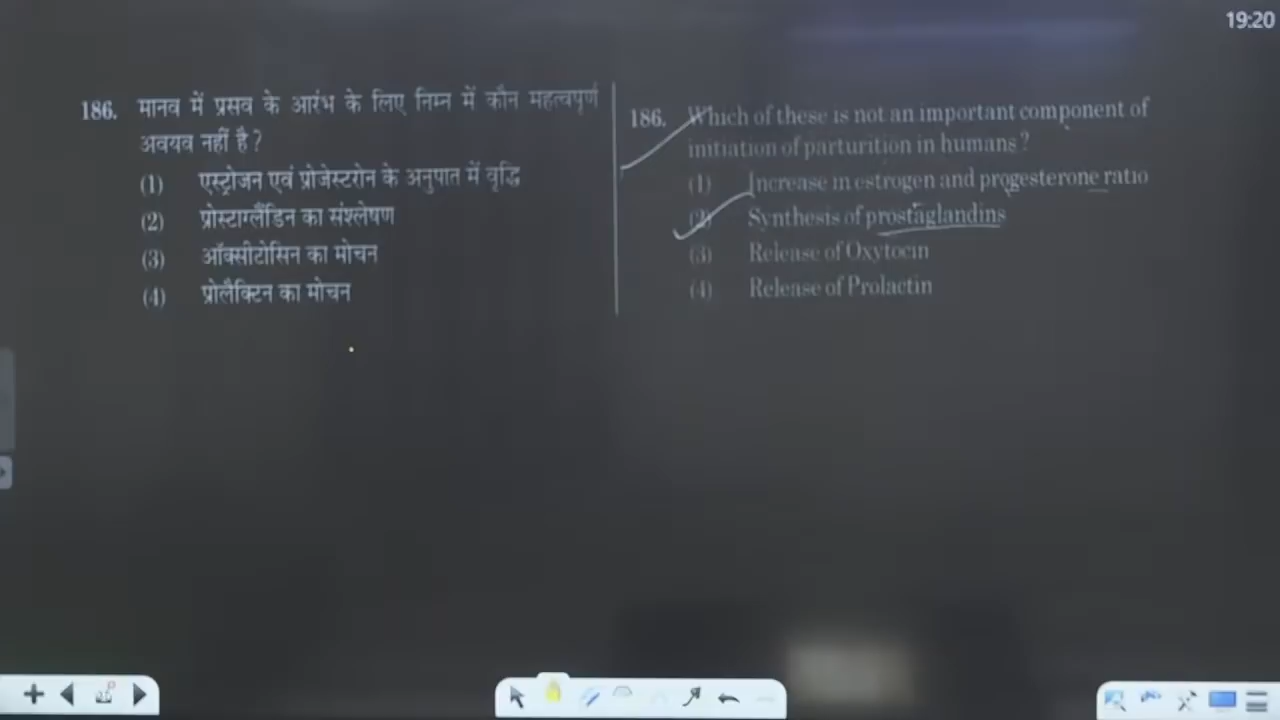 19:20
186. मानव में प्रसव के आरंभ के लिए निम्न में कौन महत्वपूर्ण
अवयव नहीं है?
(1) एस्ट्रोजन एवं प्रोजेस्टरोन के अनुपात में वृद्धि
(2) प्रोस्टाग्लैंडिन का संश्लेषण
(3) ऑक्सीटोसिन का मोचन
(4) प्रोलैक्टिन का मोचन
186. Which of these is not an important component of
initiation of parturition in humans?
(1) Increase in estrogen and progesterone ratio
(2) Synthesis of prostaglandins
(3) Release of Oxytocin
(4) Release of Prolactin